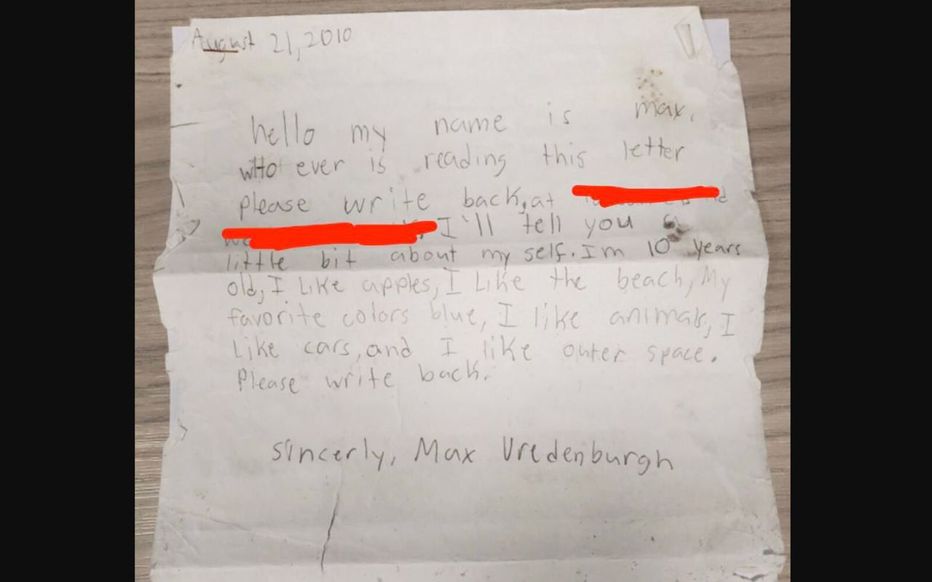 August 21, 2010
hello my name is max.
Who ever is reading this letter
please write back, at
I'll tell you a
little bit about my self. Im 10 years
old, I Like apples, I Like the beach, My
favorite colors blue, I like animals, I
Like cars, and I like outer space.
Please write back.
sincerly, Max Vredenburgh